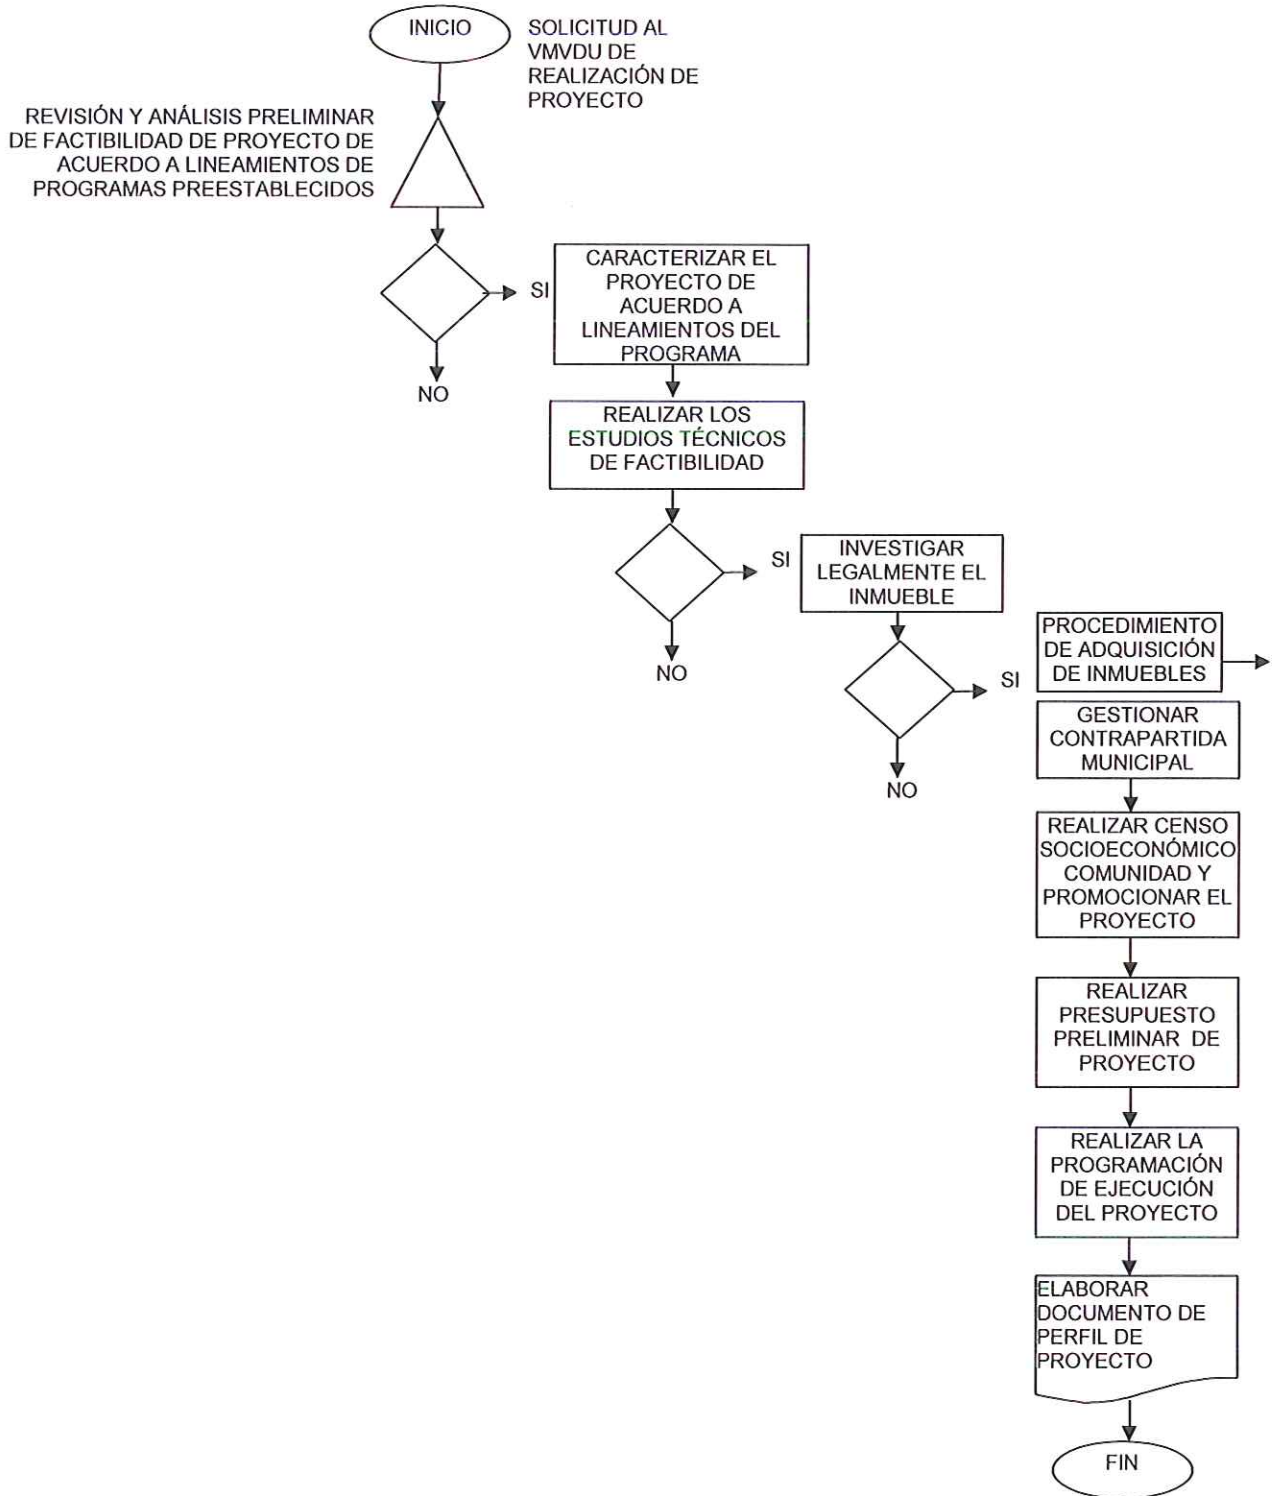 INICIO
SOLICITUD AL
VMVDU DE
REALIZACIÓN DE
PROYECTO
REVISIÓN Y ANÁLISIS PRELIMINAR
DE FACTIBILIDAD DE PROYECTO DE
ACUERDO A LINEAMIENTOS DE
PROGRAMAS PREESTABLECIDOS
SI
NO
CARACTERIZAR EL
PROYECTO DE
ACUERDO A
LINEAMIENTOS DEL
PROGRAMA
REALIZAR LOS
ESTUDIOS TÉCNICOS
DE FACTIBILIDAD
SI
NO
INVESTIGAR
LEGALMENTE EL
INMUEBLE
SI
NO
PROCEDIMIENTO
DE ADQUISICIÓN
DE INMUEBLES
GESTIONAR
CONTRAPARTIDA
MUNICIPAL
REALIZAR CENSO
SOCIOECONÓMICO
COMUNIDAD Y
PROMOCIONAR EL
PROYECTO
REALIZAR
PRESUPUESTO
PRELIMINAR DE
PROYECTO
REALIZAR LA
PROGRAMACIÓN
DE EJECUCIÓN
DEL PROYECTO
ELABORAR
DOCUMENTO DE
PERFIL DE
PROYECTO
FIN